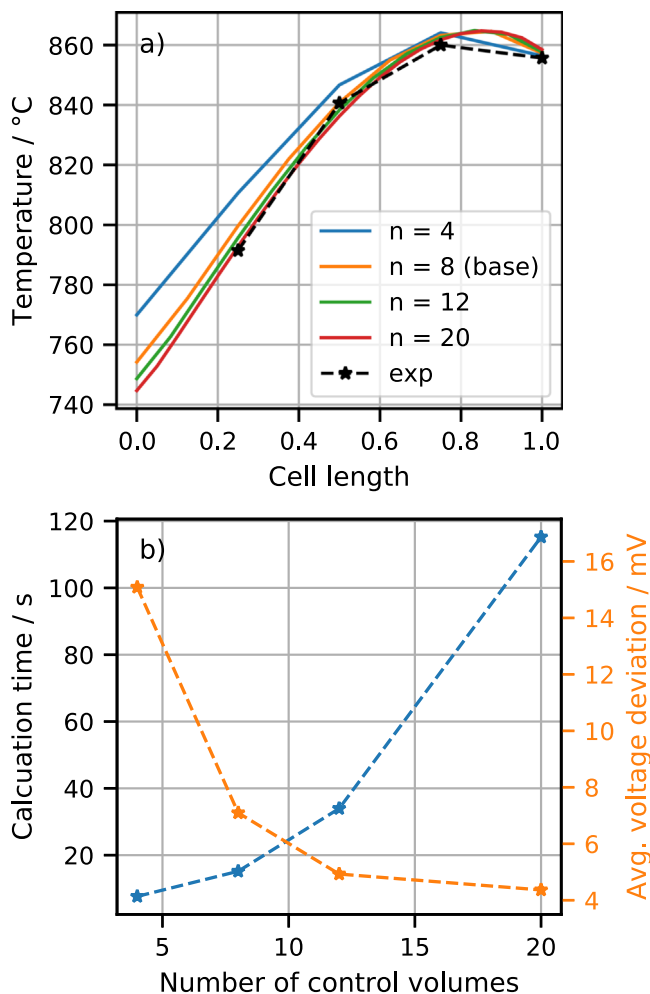 a)
Temperature / °C
860
840
820
800
780
760
740
n = 4
n = 8 (base)
n = 12
n = 20
exp
0.0 0.2 0.4 0.6 0.8 1.0
Cell length
b)
Calcuation time / s
120
100
80
60
40
20
16
14
12
10
8
6
4
Avg. voltage deviation / mV
5 10 15 20
Number of control volumes